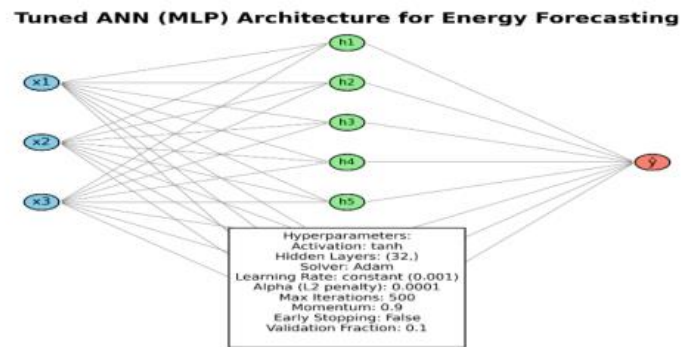 Tuned ANN (MLP) Architecture for Energy Forecasting
h1
x1
h2
h3
x2
h4
ŷ
x3
h5
Hyperparameters:
Activation: tanh
Hidden Layers: (32,)
Solver: Adam
Learning Rate: constant (0.001)
Alpha (L2 penalty): 0.0001
Max Iterations: 500
Momentum: 0.9
Early Stopping: False
Validation Fraction: 0.1